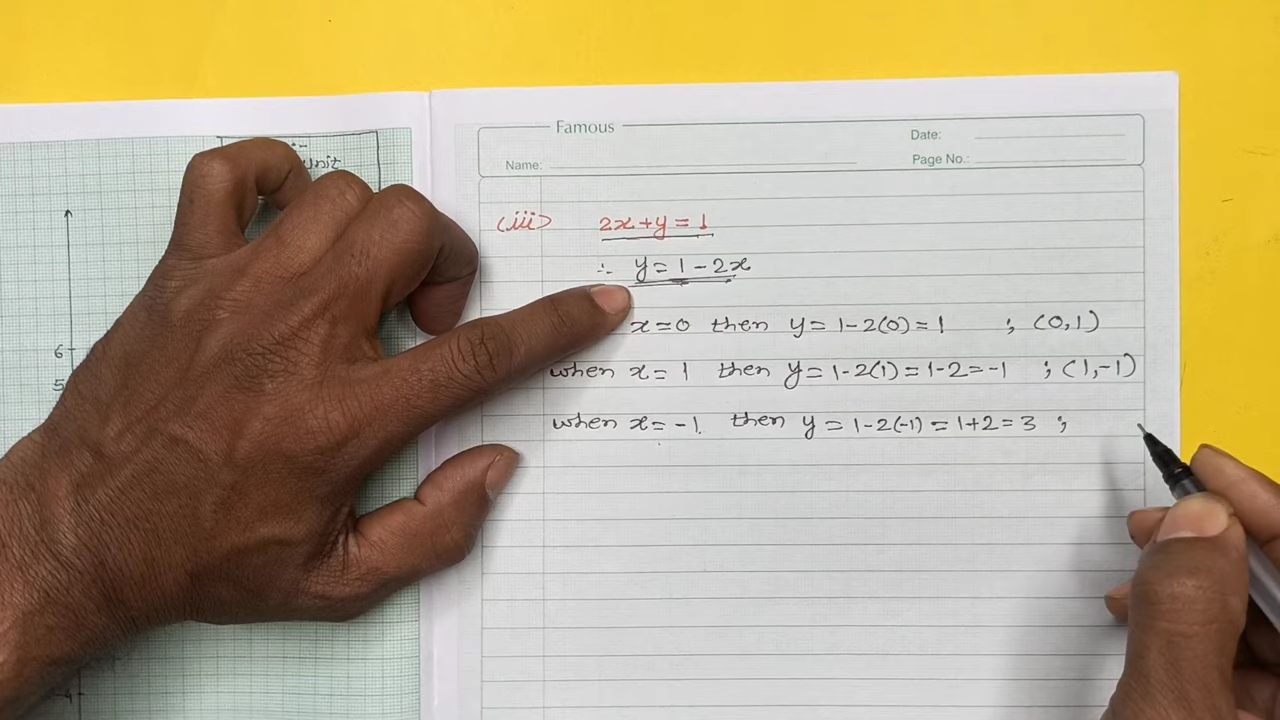 unit
6
5
-4
Famous
Date:
Name:
Page No.:
(iii) 2x+y=1
∴ y=1-2x
x=0 then y=1-2(0)=1 ; (0,1)
when x=1 then y=1-2(1)=1-2=-1 ; (1,-1)
when x=-1. then y=1-2(-1)=1+2=3 ;